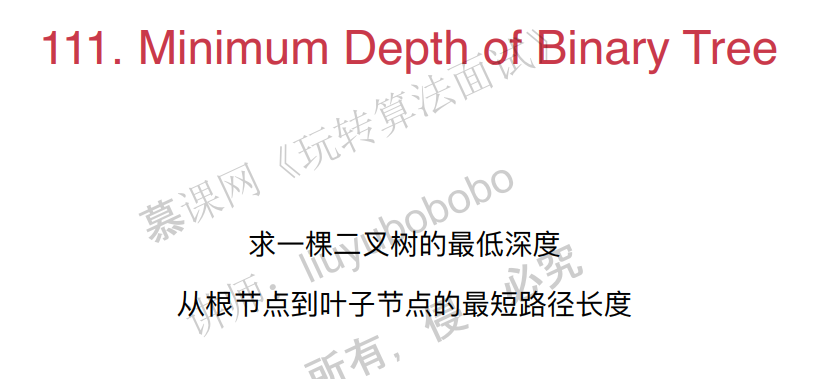 111. Minimum Depth of Binary Tree
慕课网《玩转算法面试》
讲师：liuyubobobo
求一棵二叉树的最低深度
从根节点到叶子节点的最短路径长度
所有，侵 必究